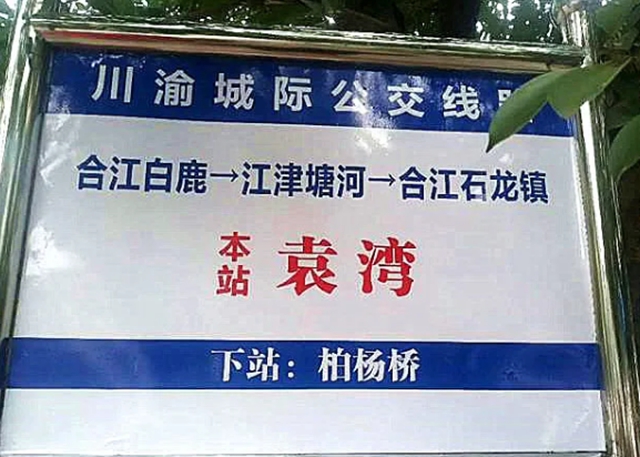 川渝城际公交线路
合江白鹿→江津塘河→合江石龙镇
本站 袁湾
下站：柏杨桥